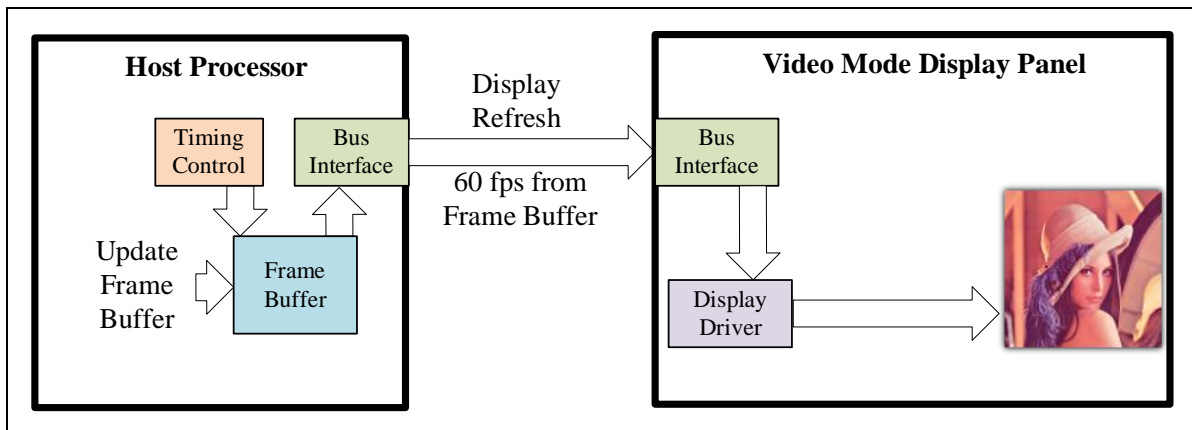 Host Processor
Timing
Control
Bus
Interface
Update
Frame
Buffer
Frame
Buffer
Display
Refresh
60 fps from
Frame Buffer
Video Mode Display Panel
Bus
Interface
Display
Driver